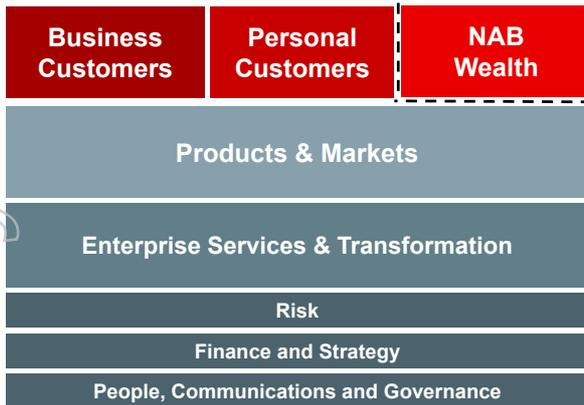 Business
Customers
Personal
Customers
NAB
Wealth
Products & Markets
Enterprise Services & Transformation
Risk
Finance and Strategy
People, Communications and Governance